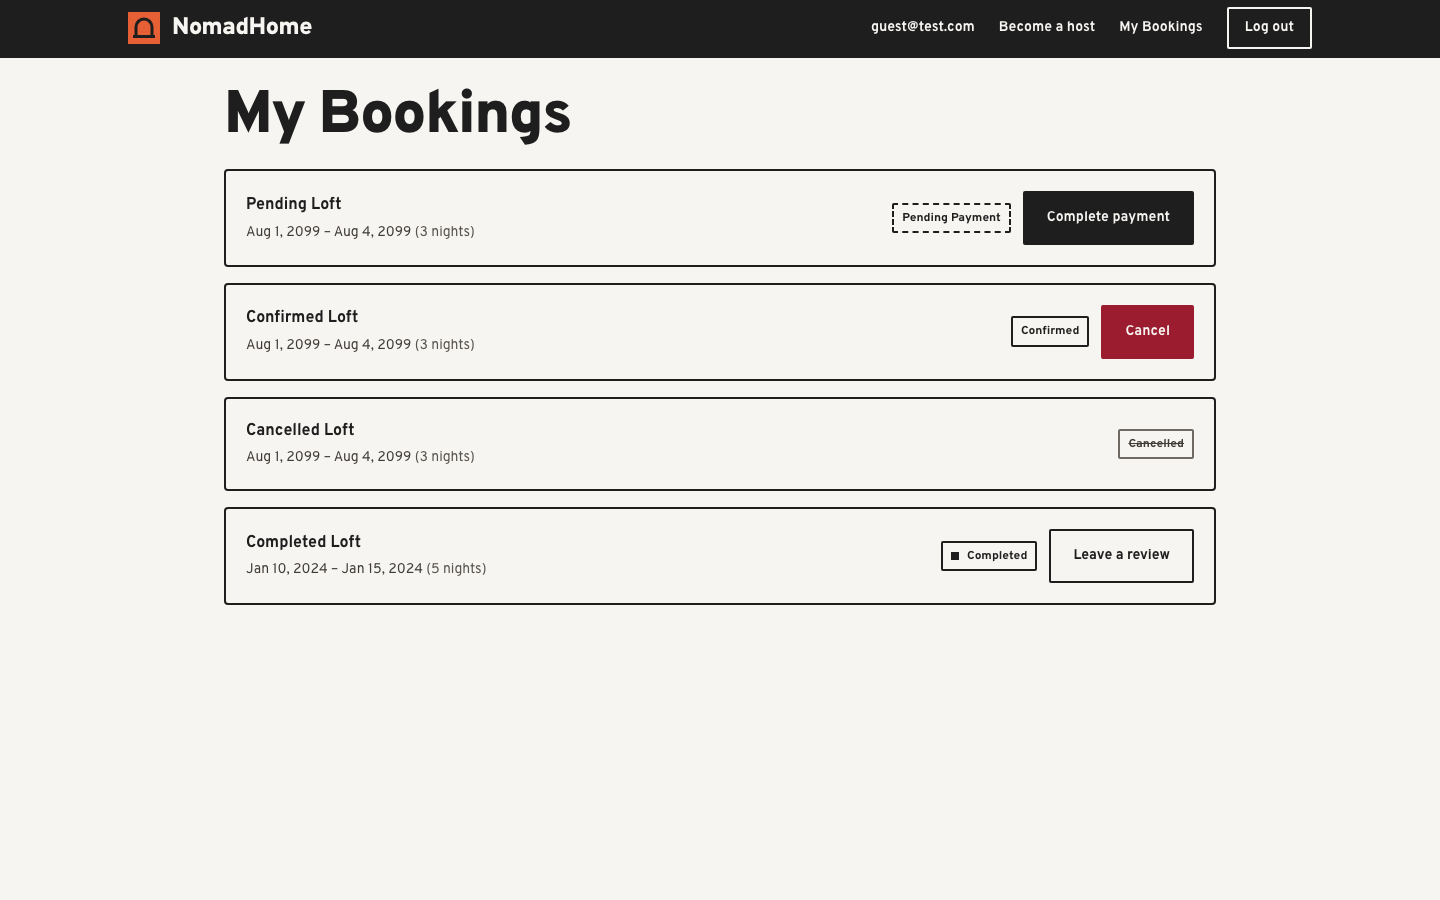 NomadHome
guest@test.com Become a host My Bookings Log out
My Bookings
Pending Loft
Aug 1, 2099 – Aug 4, 2099 (3 nights)
Pending Payment Complete payment
Confirmed Loft
Aug 1, 2099 – Aug 4, 2099 (3 nights)
Confirmed Cancel
Cancelled Loft
Aug 1, 2099 – Aug 4, 2099 (3 nights)
Cancelled
Completed Loft
Jan 10, 2024 – Jan 15, 2024 (5 nights)
Completed Leave a review